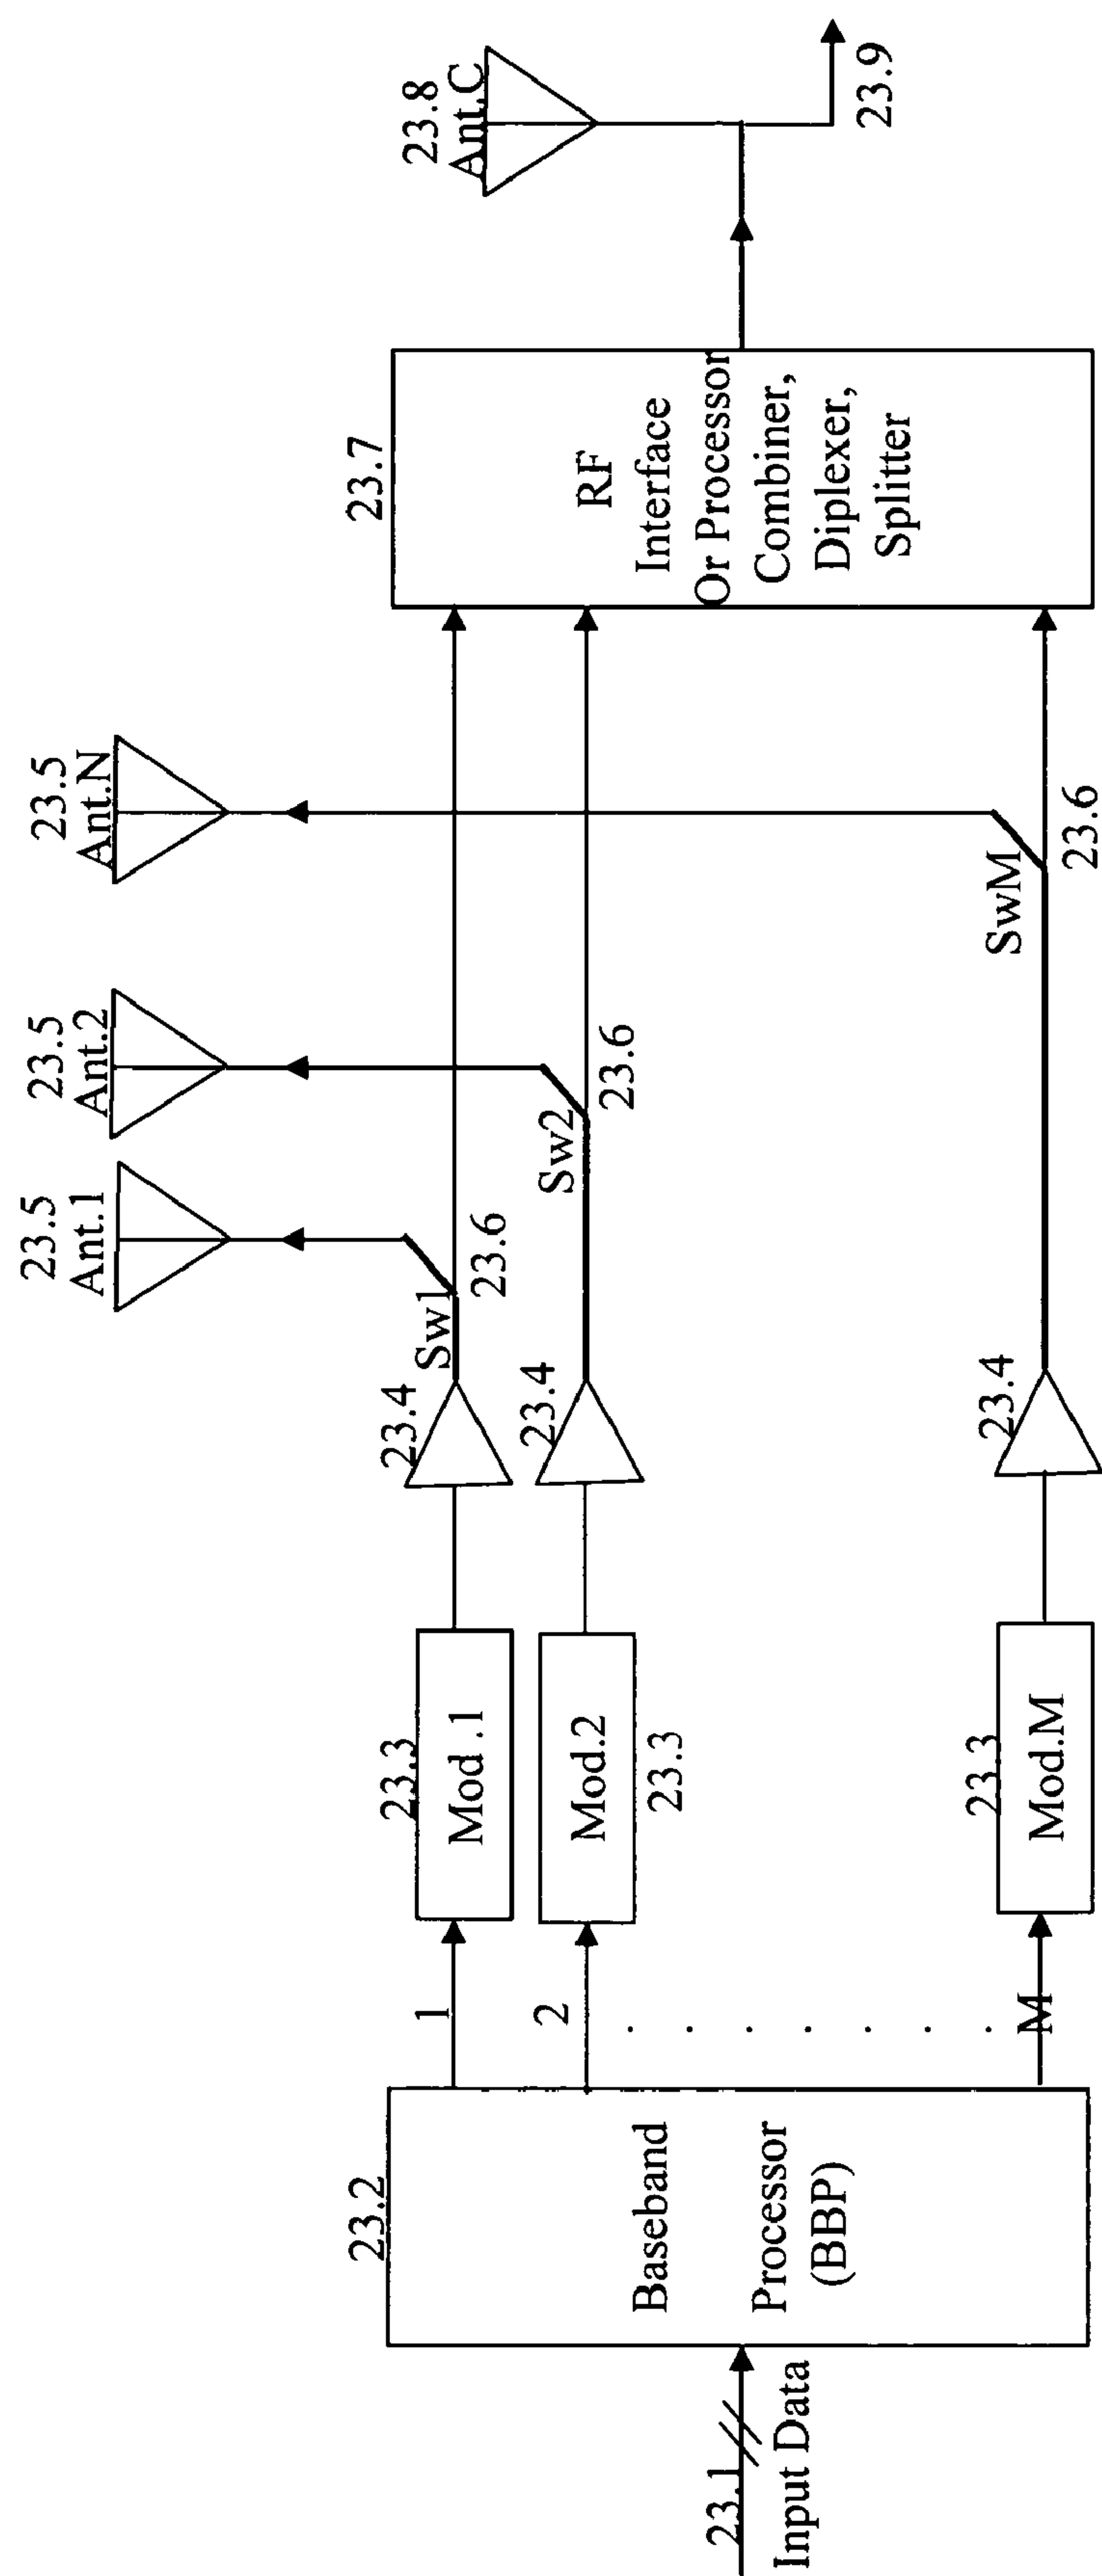 23.1
Input Data
23.2
Baseband
Processor
(BBP)
1
2
. . . . . . .
M
23.3
Mod .1
Mod.2
23.3
23.3
Mod.M
23.4
23.4
23.4
Sw1
23.6
Sw2
23.6
SwM
23.6
23.5
Ant.1
23.5
Ant.2
23.5
Ant.N
23.7
RF
Interface
Or Processor
Combiner,
Diplexer,
Splitter
23.8
Ant.C
23.9